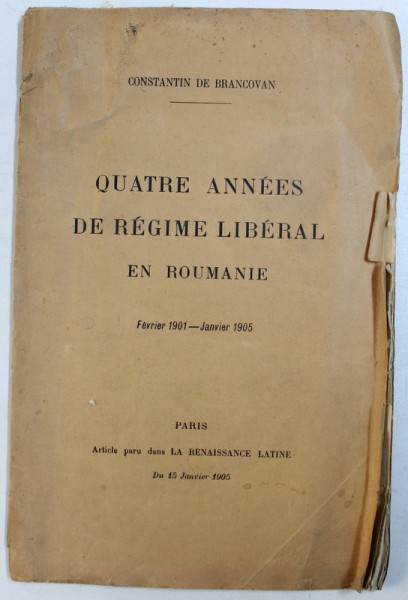 CONSTANTIN DE BRANCOVAN
QUATRE ANNÉES
DE RÉGIME LIBÉRAL
EN ROUMANIE
Février 1901 — Janvier 1905
PARIS
Article paru dans LA RENAISSANCE LATINE
Du 15 Janvier 1905